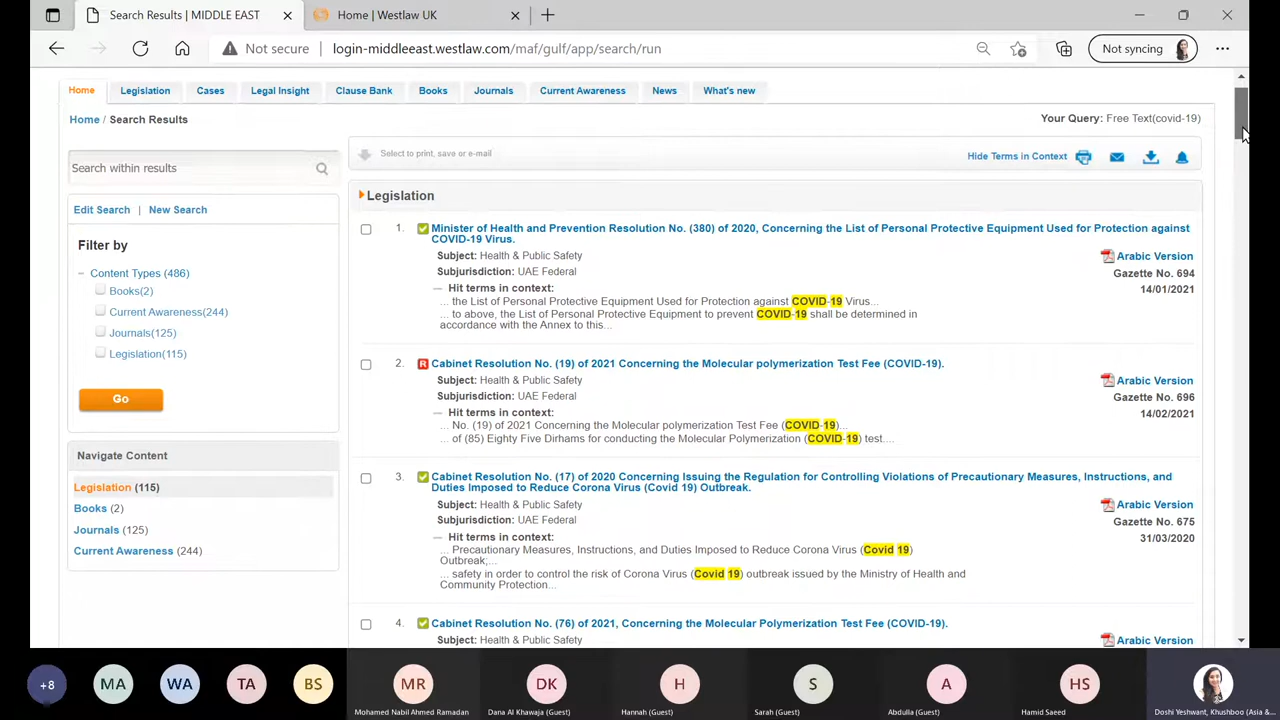 Search Results | MIDDLE EAST
Home | Westlaw UK
Not secure
login-middleeast.westlaw.com/maf/gulf/app/search/run
Not syncing
Home
Legislation
Cases
Legal Insight
Clause Bank
Books
Journals
Current Awareness
News
What's new
Home / Search Results
Your Query: Free Text(covid-19)
Search within results
Edit Search | New Search
Filter by
Content Types (486)
Books(2)
Current Awareness(244)
Journals(125)
Legislation(115)
Go
Navigate Content
Legislation (115)
Books (2)
Journals (125)
Current Awareness (244)
Select to print, save or e-mail
Hide Terms in Context
Legislation
1. Minister of Health and Prevention Resolution No. (380) of 2020, Concerning the List of Personal Protective Equipment Used for Protection against
COVID-19 Virus.
Subject: Health & Public Safety
Subjurisdiction: UAE Federal
Hit terms in context:
... the List of Personal Protective Equipment Used for Protection against COVID-19 Virus...
... to above, the List of Personal Protective Equipment to prevent COVID-19 shall be determined in
accordance with the Annex to this...
Arabic Version
Gazette No. 694
14/01/2021
2. R Cabinet Resolution No. (19) of 2021 Concerning the Molecular polymerization Test Fee (COVID-19).
Subject: Health & Public Safety
Subjurisdiction: UAE Federal
Hit terms in context:
... No. (19) of 2021 Concerning the Molecular polymerization Test Fee (COVID-19)...
... of (85) Eighty Five Dirhams for conducting the Molecular Polymerization (COVID-19) test....
Arabic Version
Gazette No. 696
14/02/2021
3. Cabinet Resolution No. (17) of 2020 Concerning Issuing the Regulation for Controlling Violations of Precautionary Measures, Instructions, and
Duties Imposed to Reduce Corona Virus (Covid 19) Outbreak.
Subject: Health & Public Safety
Subjurisdiction: UAE Federal
Hit terms in context:
... Precautionary Measures, Instructions, and Duties Imposed to Reduce Corona Virus (Covid 19)
Outbreak;...
... safety in order to control the risk of Corona Virus (Covid 19) outbreak issued by the Ministry of Health and
Community Protection...
Arabic Version
Gazette No. 675
31/03/2020
4. Cabinet Resolution No. (76) of 2021, Concerning the Molecular Polymerization Test Fee (COVID-19).
Subject: Health & Public Safety
Arabic Version
+8
MA
WA
TA
BS
MR
DK
H
S
A
HS
Mohamed Nabil Ahmed Ramadan
Dana Al Khawaja (Guest)
Hannah (Guest)
Sarah (Guest)
Abdulla (Guest)
Hamid Saeed
Doshi Yeshwant, Khushboo (Asia &...